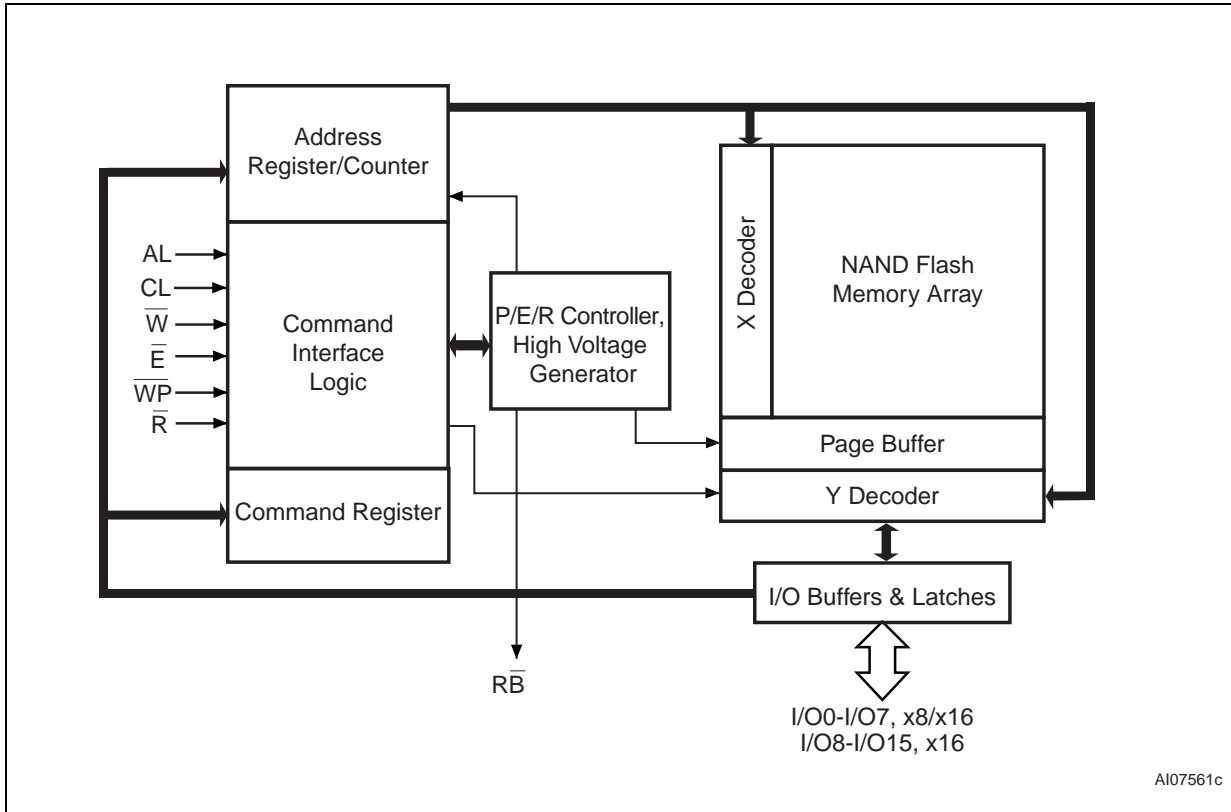 Address
Register/Counter
AL
CL
W̅
E̅
W̅P̅
R̅
Command
Interface
Logic
Command Register
P/E/R Controller,
High Voltage
Generator
RB̅
X Decoder
NAND Flash
Memory Array
Page Buffer
Y Decoder
I/O Buffers & Latches
I/O0-I/O7, x8/x16
I/O8-I/O15, x16
AI07561c